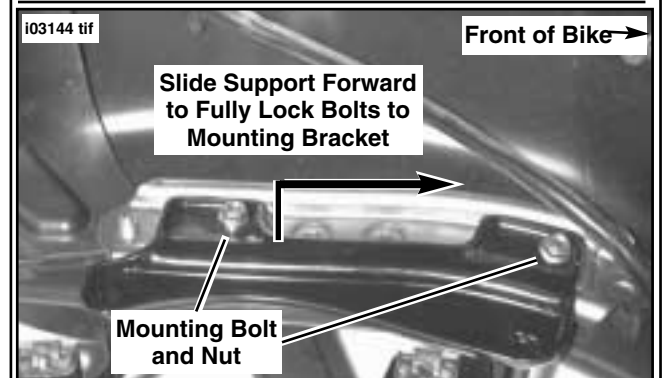 i03144 tif
Front of Bike
Slide Support Forward
to Fully Lock Bolts to
Mounting Bracket
Mounting Bolt
and Nut